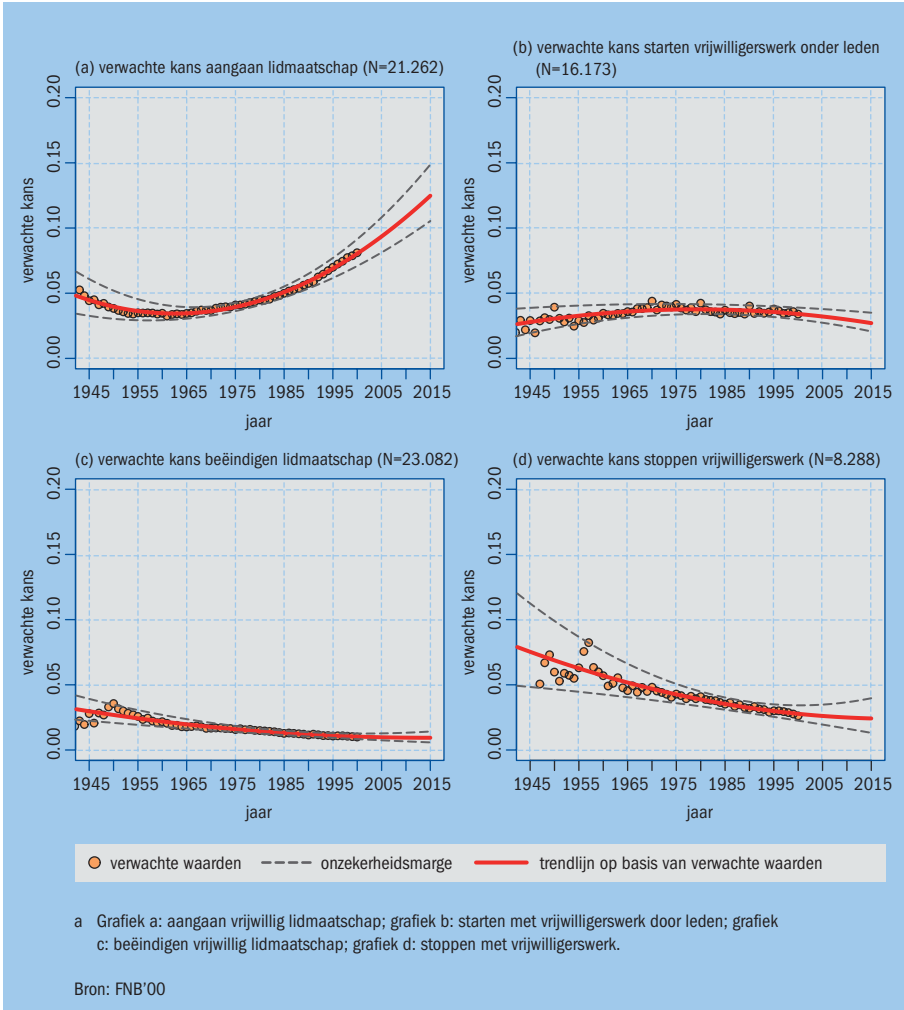 (a) verwachte kans aangaan lidmaatschap (N=21.262)
verwachte kans
0.20
0.15
0.10
0.05
0.00
1945 1955 1965 1975 1985 1995 2005 2015
jaar
(b) verwachte kans starten vrijwilligerswerk onder leden
(N=16.173)
verwachte kans
0.20
0.15
0.10
0.05
0.00
1945 1955 1965 1975 1985 1995 2005 2015
jaar
(c) verwachte kans beëindigen lidmaatschap (N=23.082)
verwachte kans
0.20
0.15
0.10
0.05
0.00
1945 1955 1965 1975 1985 1995 2005 2015
jaar
(d) verwachte kans stoppen vrijwilligerswerk (N=8.288)
verwachte kans
0.20
0.15
0.10
0.05
0.00
1945 1955 1965 1975 1985 1995 2005 2015
jaar
verwachte waarden onzekerheidsmarge trendlijn op basis van verwachte waarden
a Grafiek a: aangaan vrijwillig lidmaatschap; grafiek b: starten met vrijwilligerswerk door leden; grafiek
c: beëindigen vrijwillig lidmaatschap; grafiek d: stoppen met vrijwilligerswerk.
Bron: FNB'00